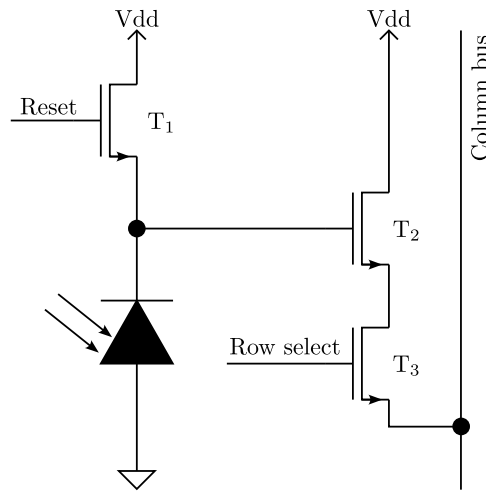 Vdd
Vdd
Reset
T₁
Column bus
T₂
Row select
T₃